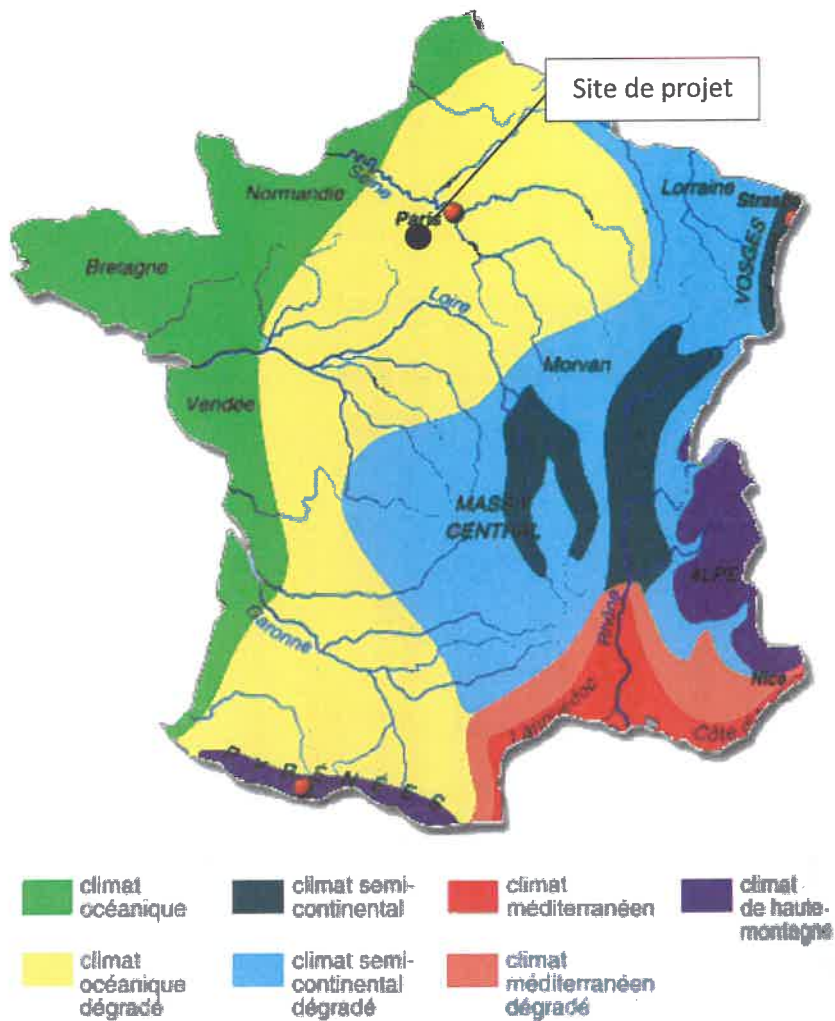 Site de projet
Lorraine
Seine
Normandie
Paris
VOSGES
Bretagne
Loire
Morvan
Vendée
MASSIF
CENTRAL
Garonne
Rhône
Nice
climat
océanique
climat semi-
continental
climat
méditerranéen
climat
de haute-
montagne
climat
océanique
dégradé
climat semi-
continental
dégradé
climat
méditerranéen
dégradé